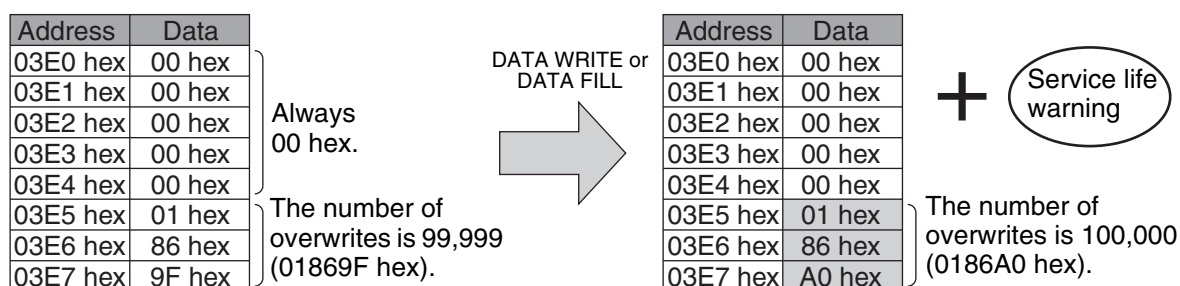 Address Data
03E0 hex 00 hex
03E1 hex 00 hex
03E2 hex 00 hex
03E3 hex 00 hex
03E4 hex 00 hex
03E5 hex 01 hex
03E6 hex 86 hex
03E7 hex 9F hex
Always
00 hex.
The number of
overwrites is 99,999
(01869F hex).
DATA WRITE or
DATA FILL
Address Data
03E0 hex 00 hex
03E1 hex 00 hex
03E2 hex 00 hex
03E3 hex 00 hex
03E4 hex 00 hex
03E5 hex 01 hex
03E6 hex 86 hex
03E7 hex A0 hex
+
Service life
warning
The number of
overwrites is 100,000
(0186A0 hex).